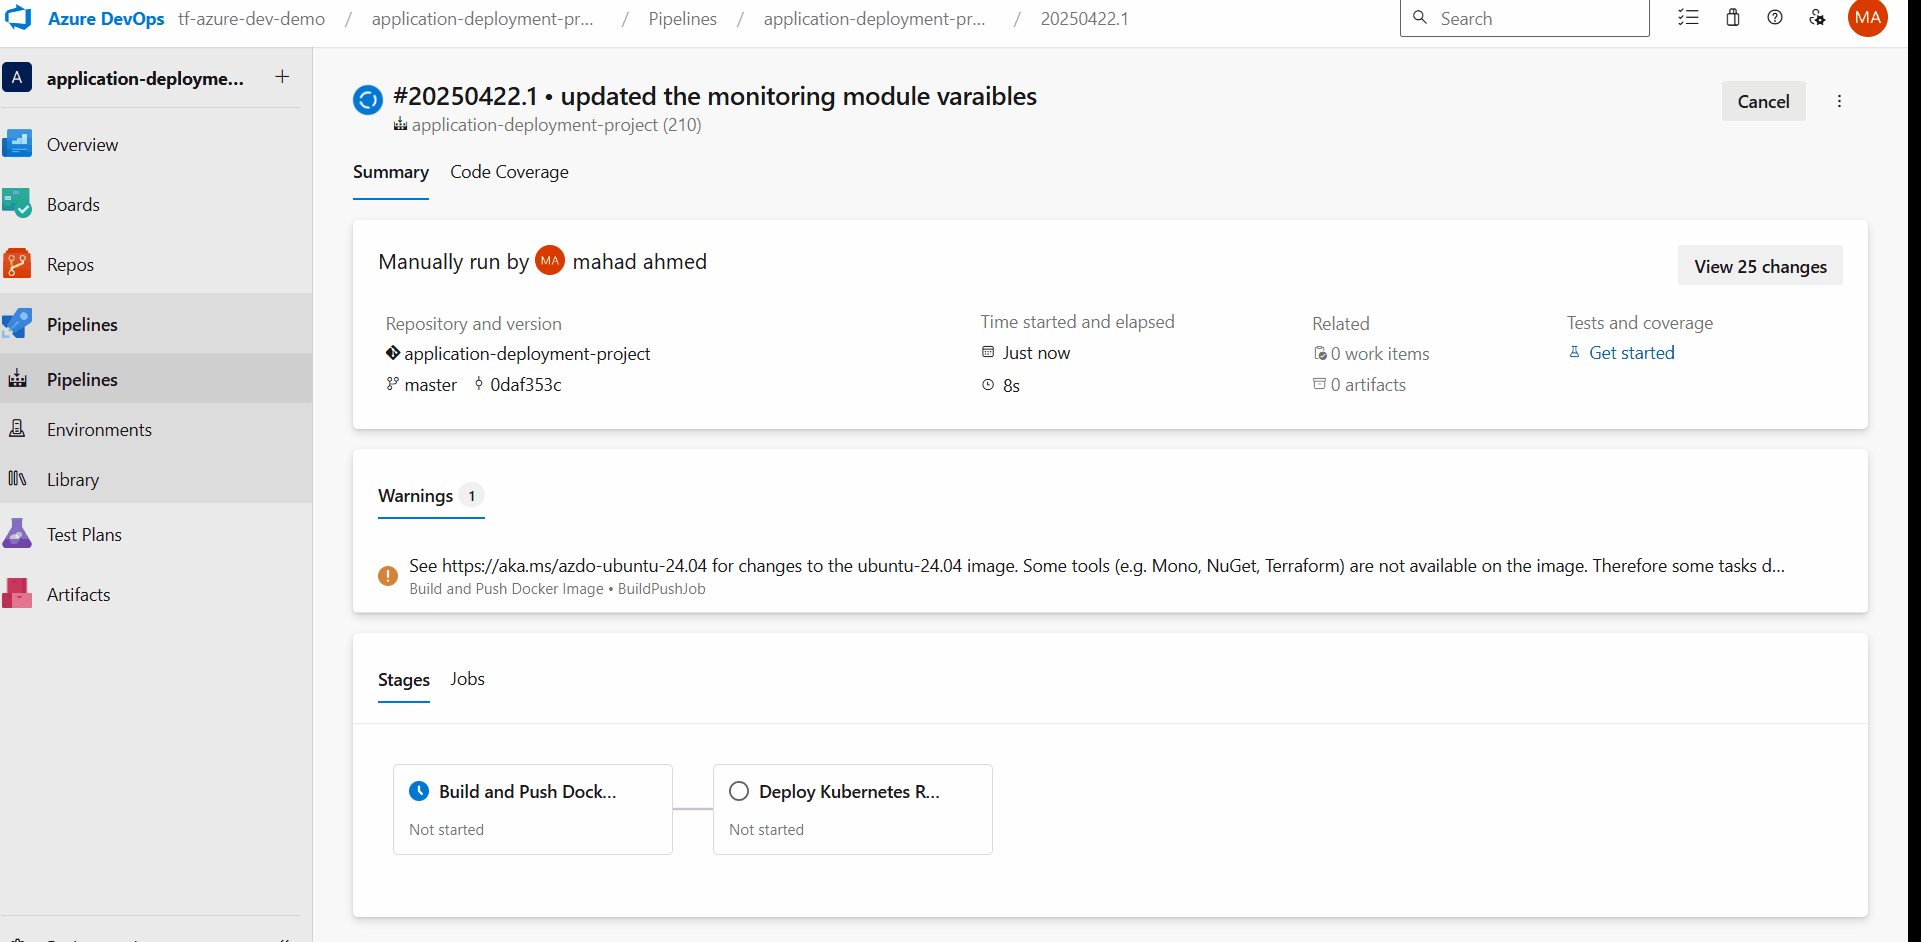 Azure DevOps tf-azure-dev-demo / application-deployment-pr... / Pipelines / application-deployment-pr... / 20250422.1
Search
MA
A application-deployme... +
Overview
Boards
Repos
Pipelines
Pipelines
Environments
Library
Test Plans
Artifacts
#20250422.1 • updated the monitoring module varaibles
application-deployment-project (210)
Cancel
Summary Code Coverage
Manually run by MA mahad ahmed
View 25 changes
Repository and version
application-deployment-project
master 0daf353c
Time started and elapsed
Just now
8s
Related
0 work items
0 artifacts
Tests and coverage
Get started
Warnings 1
See https://aka.ms/azdo-ubuntu-24.04 for changes to the ubuntu-24.04 image. Some tools (e.g. Mono, NuGet, Terraform) are not available on the image. Therefore some tasks d...
Build and Push Docker Image • BuildPushJob
Stages Jobs
Build and Push Dock...
Not started
Deploy Kubernetes R...
Not started